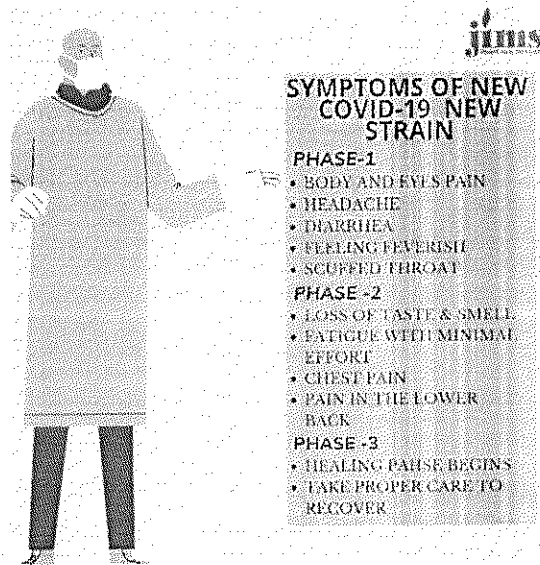 jims
SYMPTOMS OF NEW
COVID-19 NEW
STRAIN
PHASE-1
• BODY AND EYES PAIN
• HEADACHE
• DIARRHEA
• FEELING FEVERISH
• SCUFFED THROAT
PHASE -2
• LOSS OF TASTE & SMELL
• FATIGUE WITH MINIMAL
EFFORT
• CHEST PAIN
• PAIN IN THE LOWER
BACK
PHASE -3
• HEALING PAHSE BEGINS
• TAKE PROPER CARE TO
RECOVER